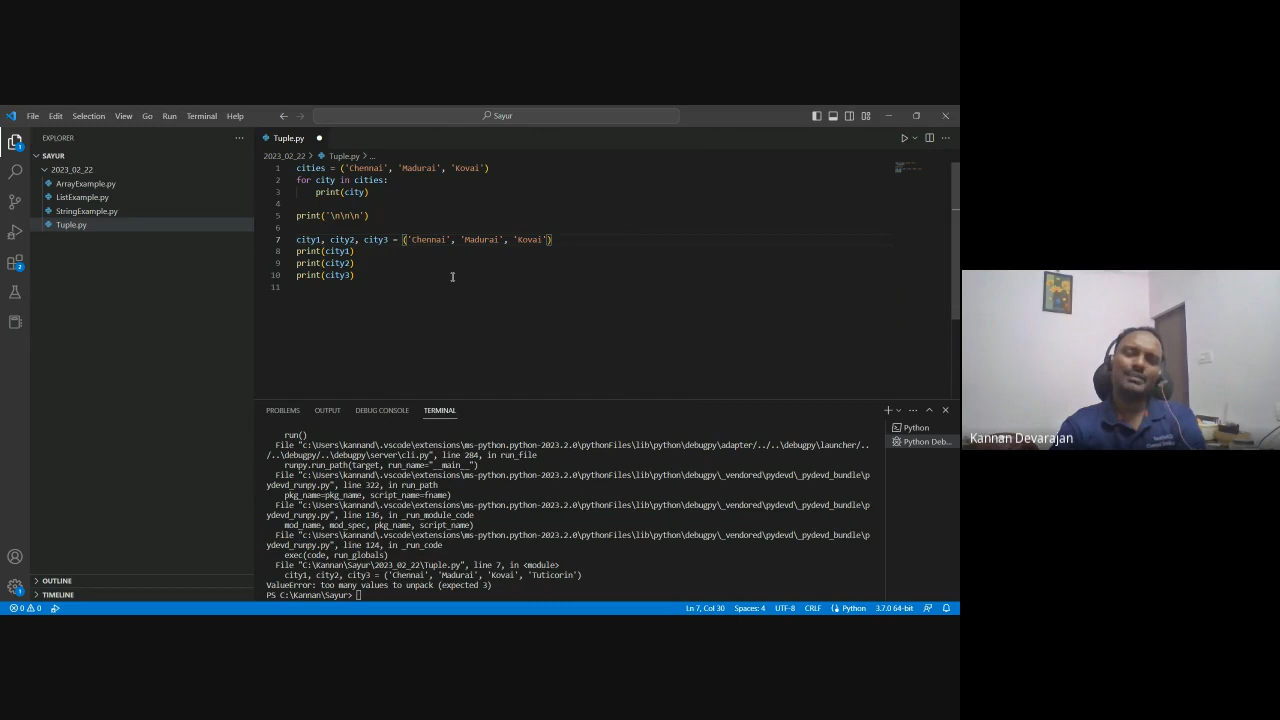 File Edit Selection View Go Run Terminal Help
Sayur
EXPLORER
SAYUR
2023_02_22
ArrayExample.py
ListExample.py
StringExample.py
Tuple.py
OUTLINE
TIMELINE
Tuple.py
2023_02_22 > Tuple.py > ...
1 cities = ('Chennai', 'Madurai', 'Kovai')
2 for city in cities:
3 print(city)
4
5 print('\n\n\n')
6
7 city1, city2, city3 = ('Chennai', 'Madurai', 'Kovai')
8 print(city1)
9 print(city2)
10 print(city3)
11
PROBLEMS OUTPUT DEBUG CONSOLE TERMINAL
run()
File "c:\Users\kannand\.vscode\extensions\ms-python.python-2023.2.0\pythonFiles\lib\python\debugpy\adapter/../..\debugpy\launcher/..
/..\debugpy/..\debugpy\server\cli.py", line 284, in run_file
runpy.run_path(target, run_name="__main__")
File "c:\Users\kannand\.vscode\extensions\ms-python.python-2023.2.0\pythonFiles\lib\python\debugpy\_vendored\pydevd\_pydevd_bundle\p
ydevd_runpy.py", line 322, in run_path
pkg_name=pkg_name, script_name=fname)
File "c:\Users\kannand\.vscode\extensions\ms-python.python-2023.2.0\pythonFiles\lib\python\debugpy\_vendored\pydevd\_pydevd_bundle\p
ydevd_runpy.py", line 136, in _run_module_code
mod_name, mod_spec, pkg_name, script_name)
File "c:\Users\kannand\.vscode\extensions\ms-python.python-2023.2.0\pythonFiles\lib\python\debugpy\_vendored\pydevd\_pydevd_bundle\p
ydevd_runpy.py", line 124, in _run_code
exec(code, run_globals)
File "C:\Kannan\Sayur\2023_02_22\Tuple.py", line 7, in <module>
city1, city2, city3 = ('Chennai', 'Madurai', 'Kovai', 'Tuticorin')
ValueError: too many values to unpack (expected 3)
PS C:\Kannan\Sayur>
Python
Python Deb...
0 0
Ln 7, Col 30 Spaces: 4 UTF-8 CRLF Python 3.7.0 64-bit
Kannan Devarajan